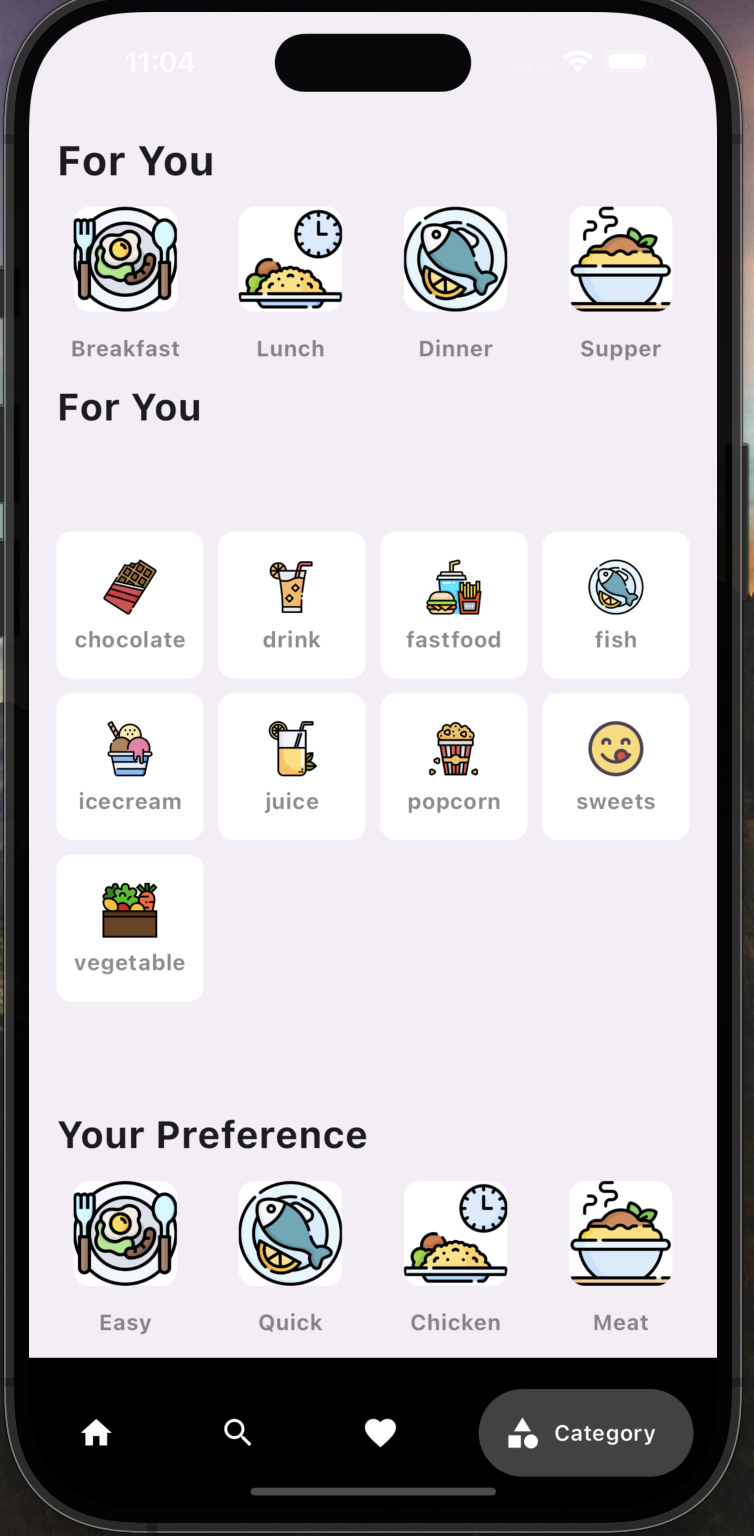 11:04
For You
Breakfast Lunch Dinner Supper
For You
chocolate drink fastfood fish
icecream juice popcorn sweets
vegetable
Your Preference
Easy Quick Chicken Meat
Category